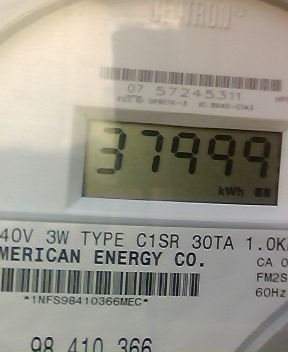 CENTRON®
07 57245311
37999
kWh
40V 3W TYPE C1SR 30TA 1.0K
MERICAN ENERGY CO.
CA 0
FM2S
60Hz
*1NFS98410366MEC*
98 410 366